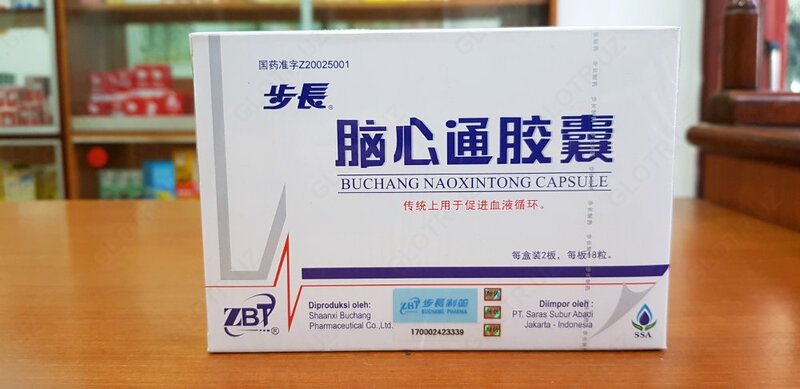 国药准字Z20025001
步長®
脑心通胶囊
BUCHANG NAOXINTONG CAPSULE
传统上用于促进血液循环。
每盒装2板，每板18粒。
ZBT®
Diproduksi oleh:
Shaanxi Buchang
Pharmaceutical Co.,Ltd.
ZBT 步長制药
BUCHANG PHARMA
170002423339
Diimpor oleh :
PT. Saras Subur Abadi
Jakarta - Indonesia
SSA